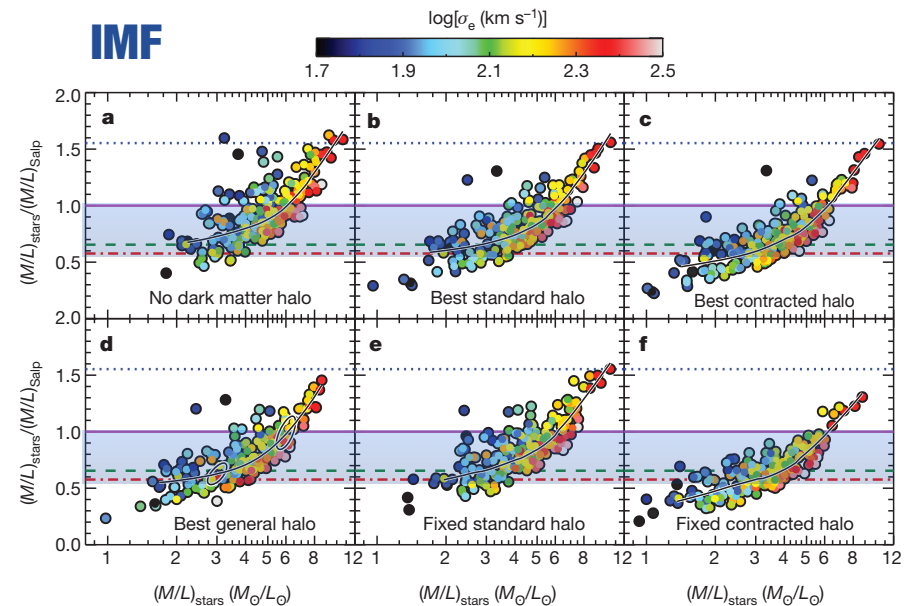 IMF
log[σe (km s⁻¹)]
1.7 1.9 2.1 2.3 2.5
2.0
1.5
1.0
0.5
2.0
1.5
1.0
0.5
0.0
(M/L)stars/(M/L)Salp
(M/L)stars/(M/L)Salp
a
No dark matter halo
b
Best standard halo
c
Best contracted halo
d
Best general halo
e
Fixed standard halo
f
Fixed contracted halo
1 2 3 4 5 6 8 12 1 2 3 4 5 6 8 12 1 2 3 4 5 6 8 12
(M/L)stars (M⊙/L⊙) (M/L)stars (M⊙/L⊙) (M/L)stars (M⊙/L⊙)